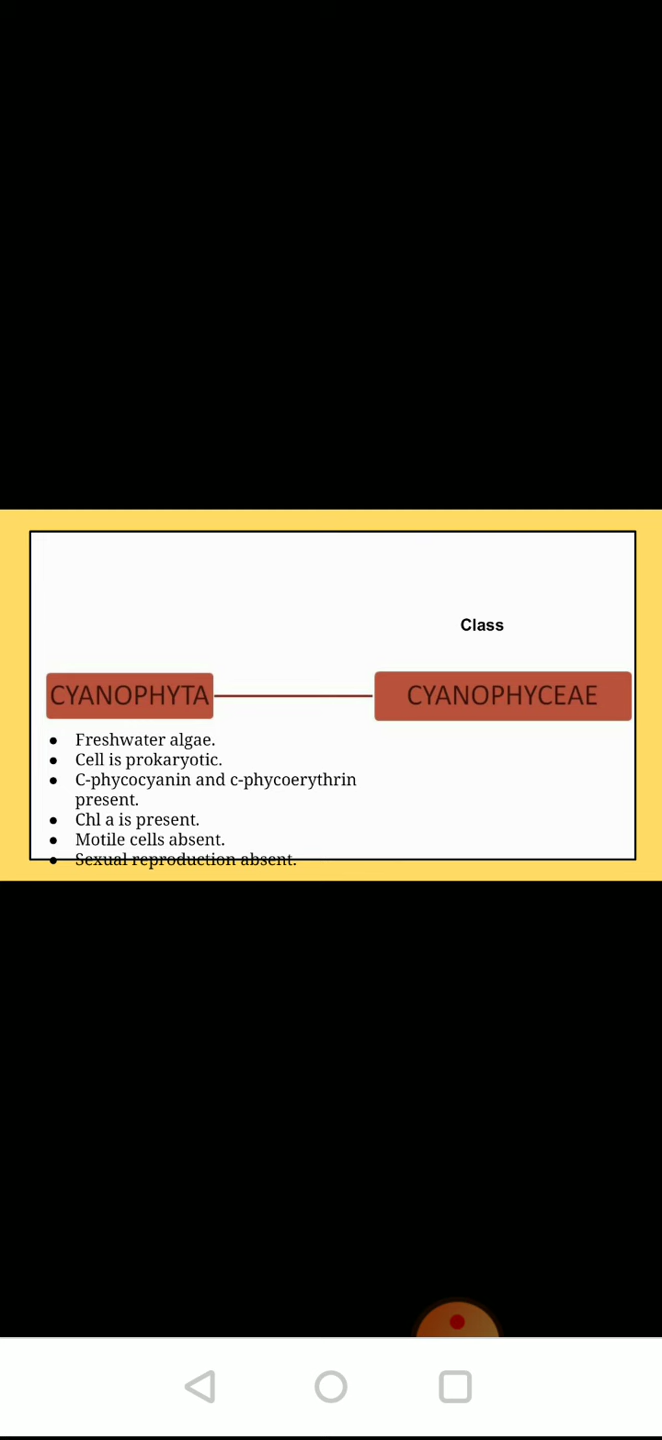 Class
CYANOPHYTA
CYANOPHYCEAE
● Freshwater algae.
● Cell is prokaryotic.
● C-phycocyanin and c-phycoerythrin
present.
● Chl a is present.
● Motile cells absent.
● Sexual reproduction absent.